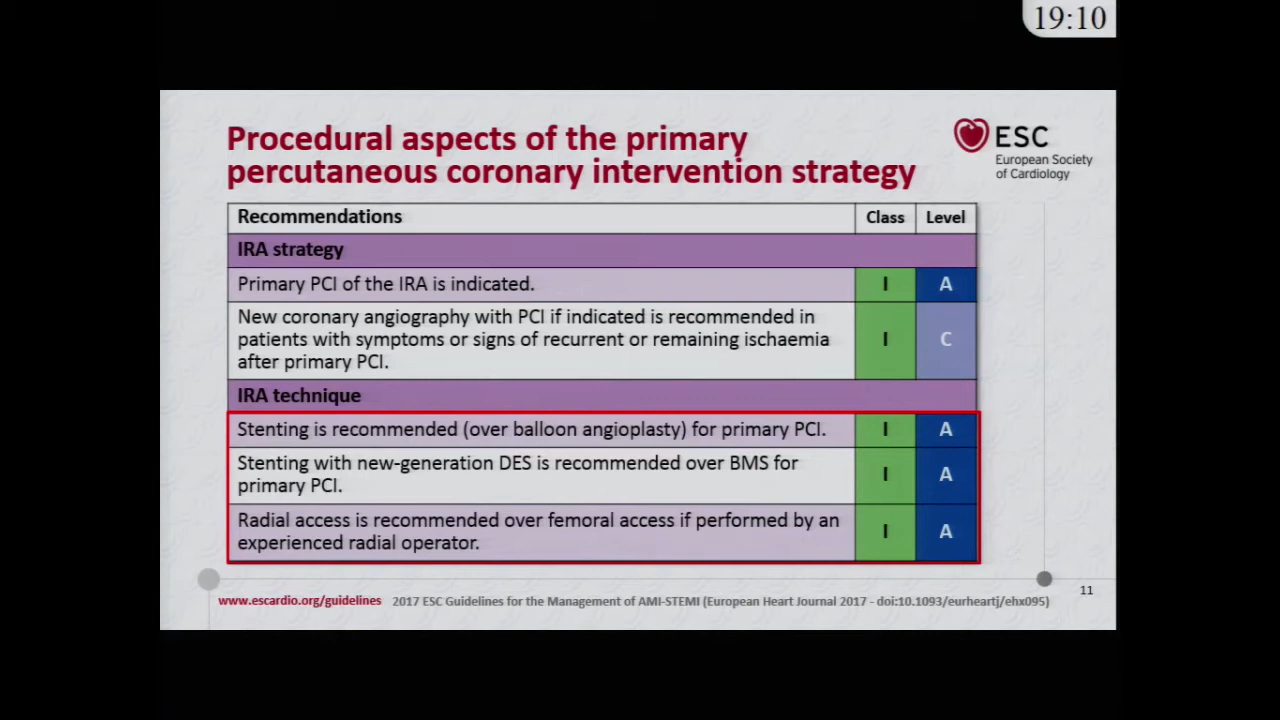 19:10
Procedural aspects of the primary
percutaneous coronary intervention strategy
ESC
European Society
of Cardiology
Recommendations Class Level
IRA strategy
Primary PCI of the IRA is indicated. I A
New coronary angiography with PCI if indicated is recommended in
patients with symptoms or signs of recurrent or remaining ischaemia I C
after primary PCI.
IRA technique
Stenting is recommended (over balloon angioplasty) for primary PCI. I A
Stenting with new-generation DES is recommended over BMS for I A
primary PCI.
Radial access is recommended over femoral access if performed by an I A
experienced radial operator.
www.escardio.org/guidelines 2017 ESC Guidelines for the Management of AMI-STEMI (European Heart Journal 2017 - doi:10.1093/eurheartj/ehx095) 11